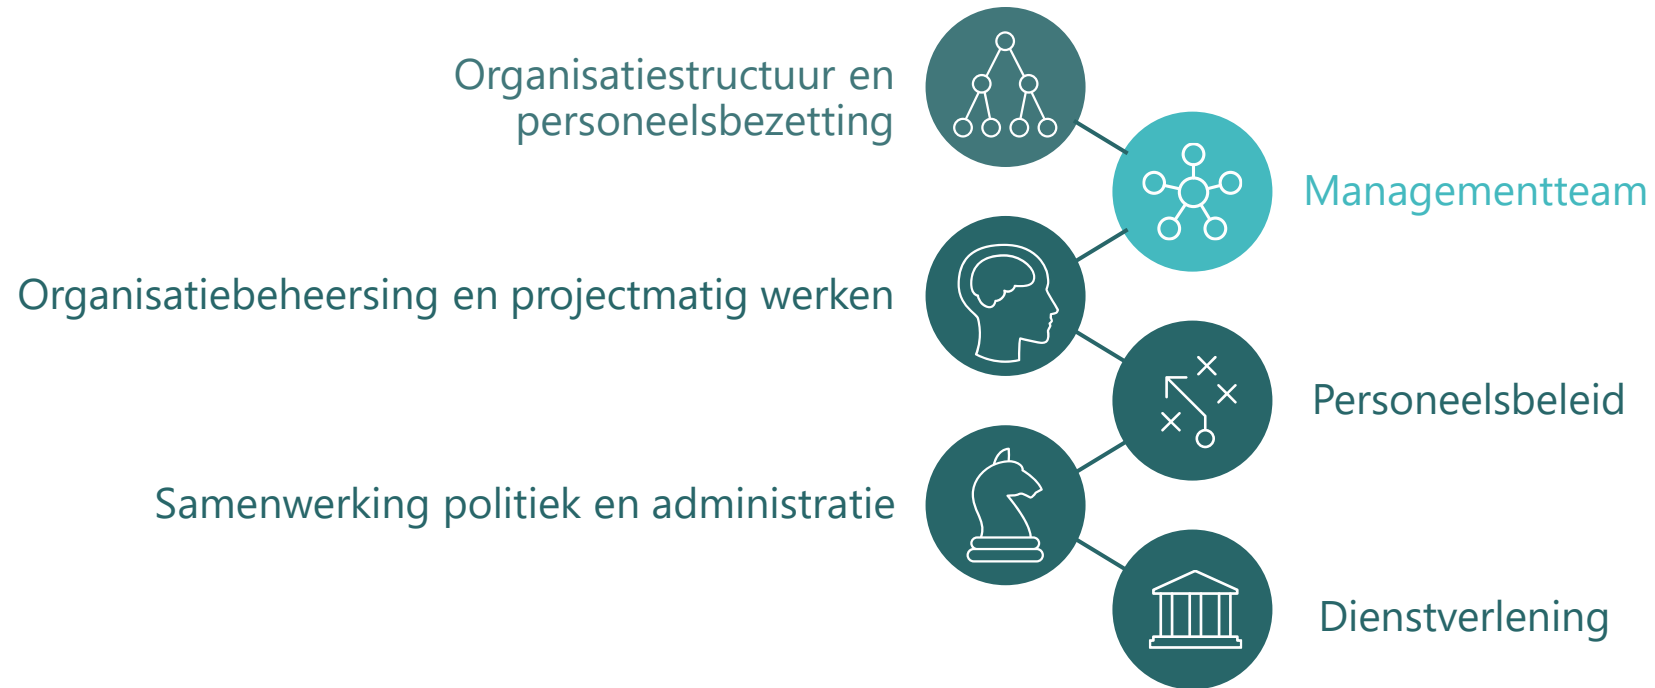 Organisatiestructuur en
personeelsbezetting
Managementteam
Organisatiebeheersing en projectmatig werken
Personeelsbeleid
Samenwerking politiek en administratie
Dienstverlening